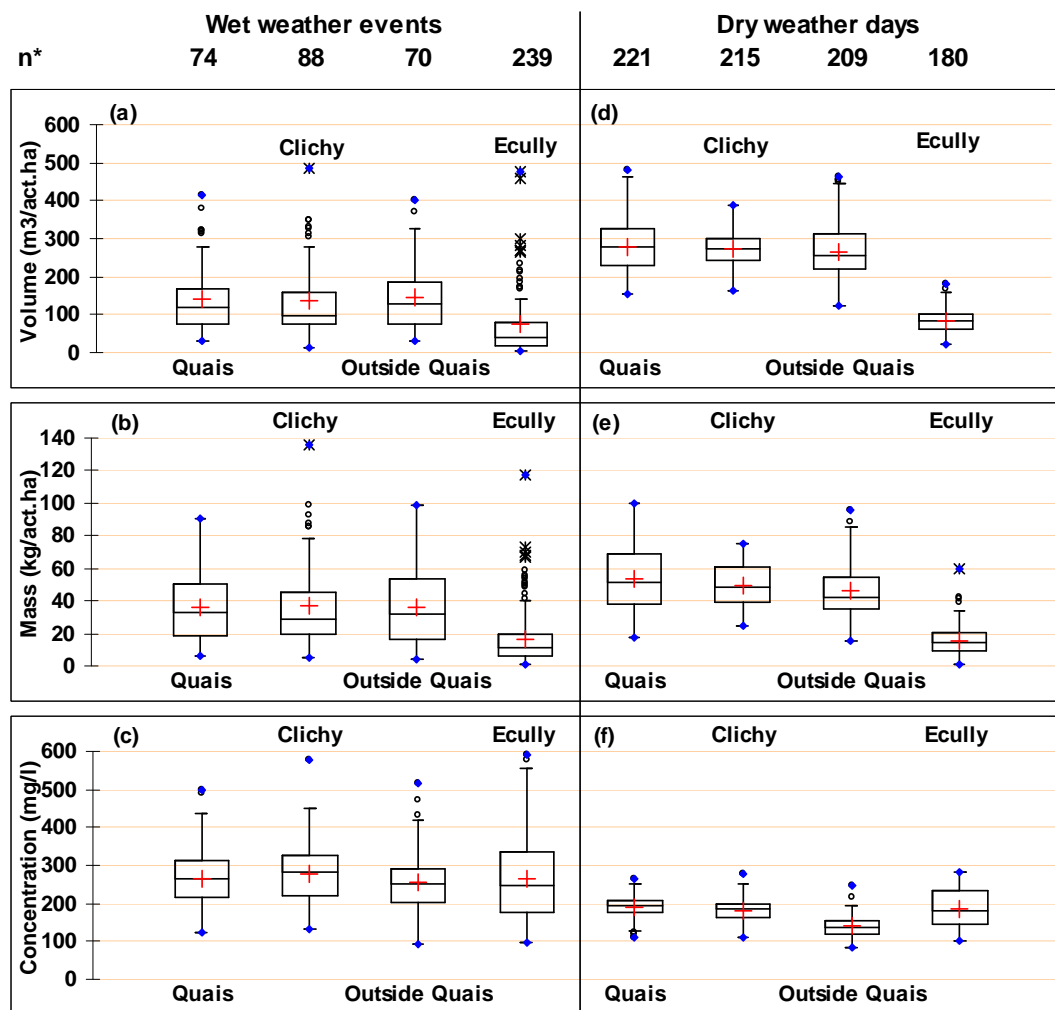 Wet weather events Dry weather days
n* 74 88 70 239 221 215 209 180
(a) (d)
Clichy Ecully Clichy Ecully
Volume (m3/act.ha)
600
500
400
300
200
100
0
Quais Outside Quais Quais Outside Quais
(b) Clichy Ecully (e) Clichy Ecully
Mass (kg/act.ha)
140
120
100
80
60
40
20
0
Quais Outside Quais Quais Outside Quais
(c) Clichy Ecully (f) Clichy Ecully
Concentration (mg/l)
600
500
400
300
200
100
0
Quais Outside Quais Quais Outside Quais